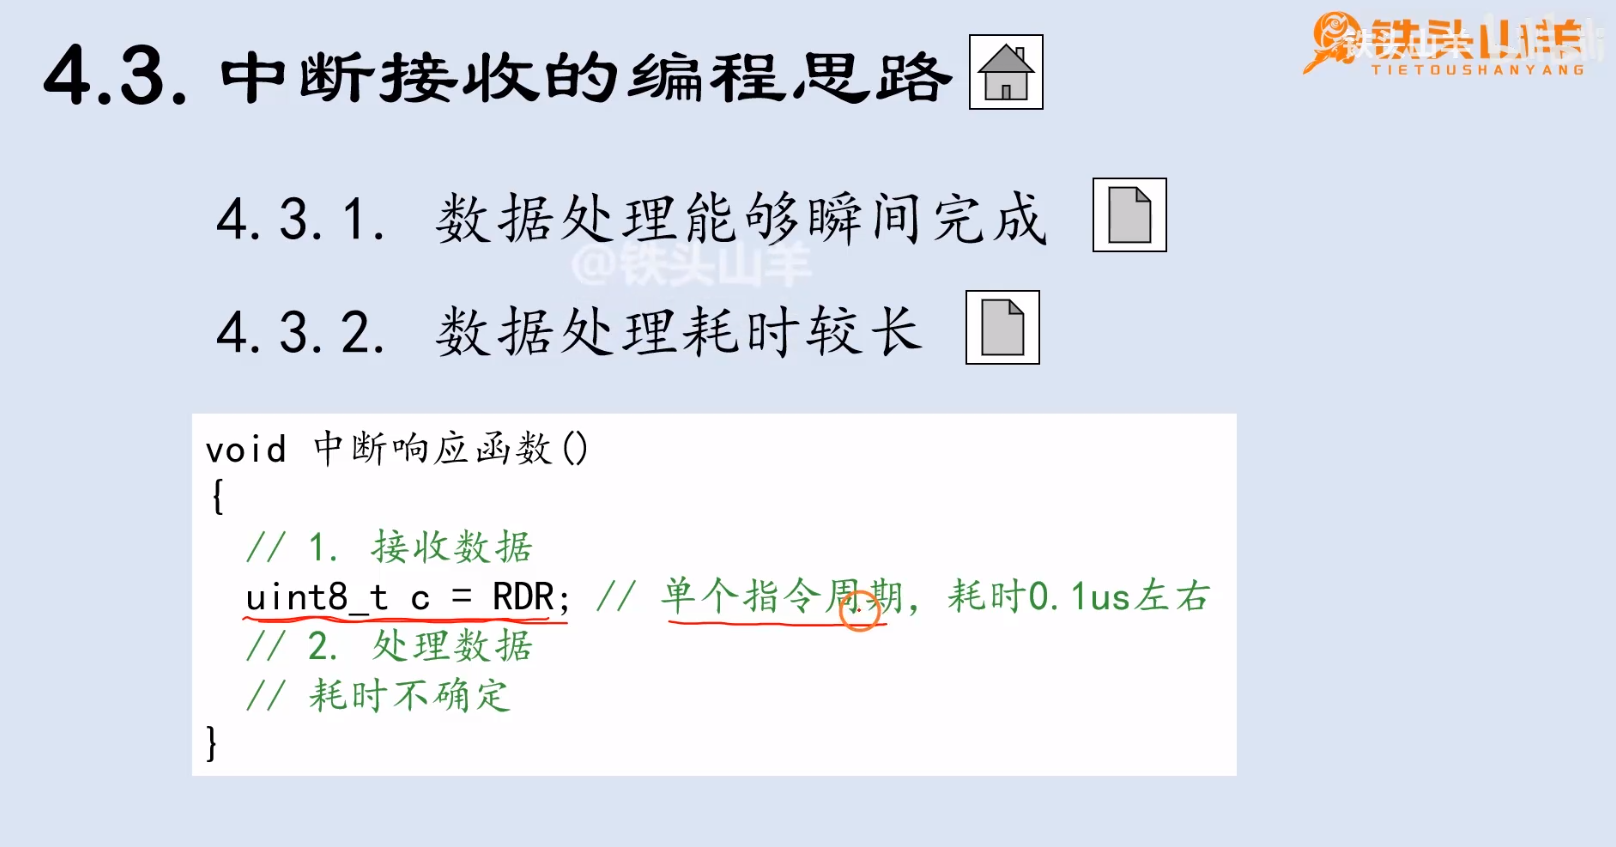 4.3. 中断接收的编程思路
铁头山羊
TIETOUSHANYANG
4.3.1. 数据处理能够瞬间完成
@铁头山羊
4.3.2. 数据处理耗时较长
void 中断响应函数()
{
// 1. 接收数据
uint8_t c = RDR; // 单个指令周期，耗时0.1us左右
// 2. 处理数据
// 耗时不确定
}